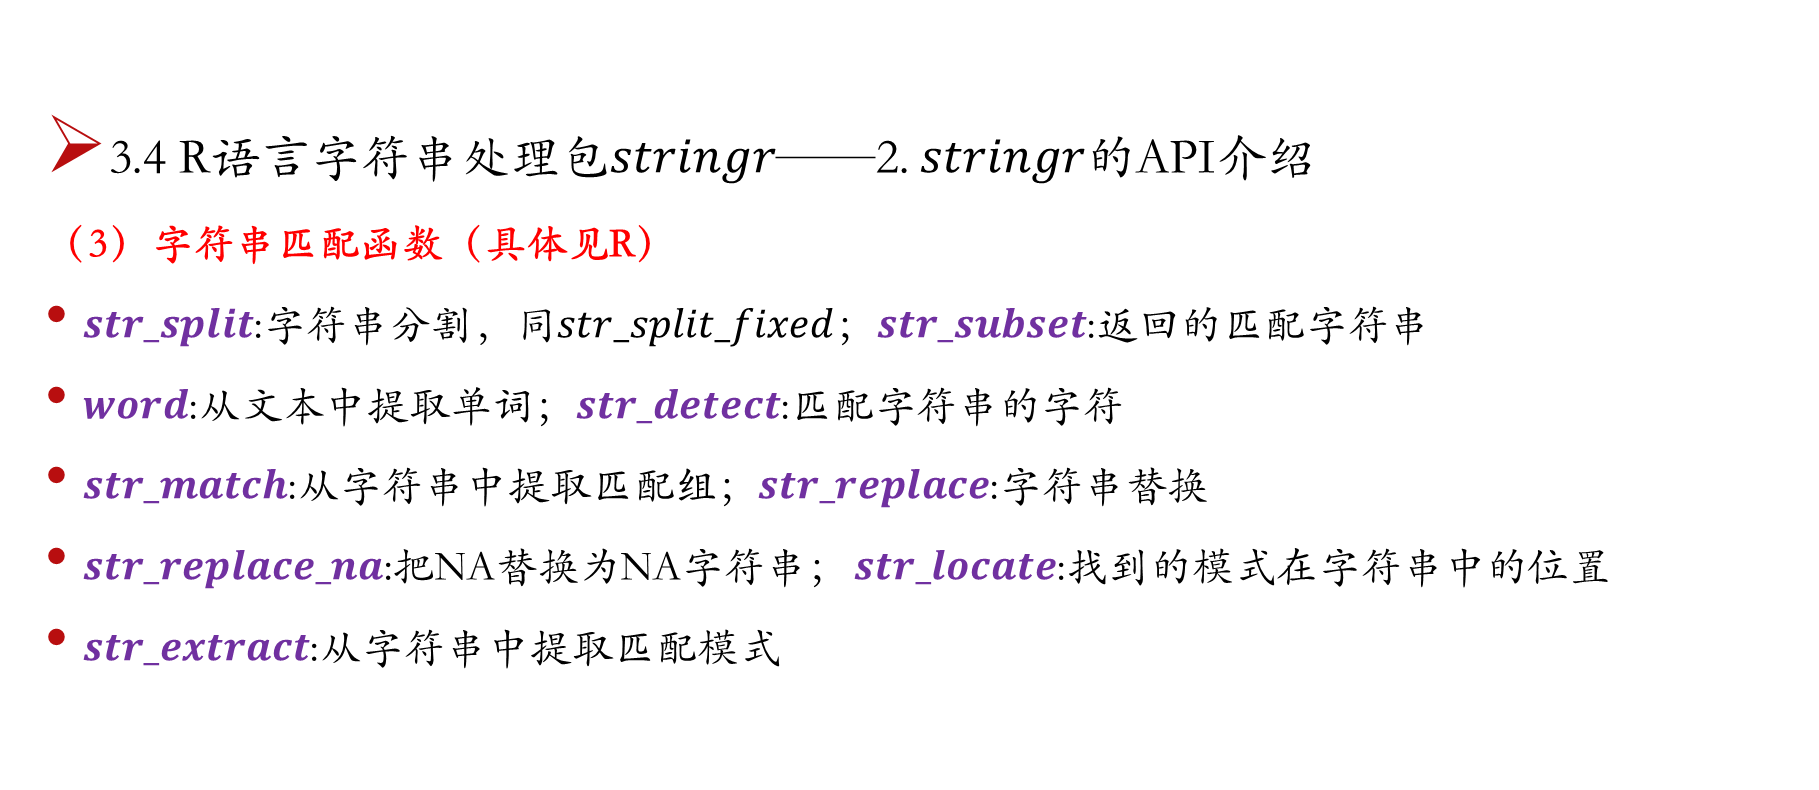 3.4 R语言字符串处理包stringr——2. stringr的API介绍
（3）字符串匹配函数（具体见R）
str_split:字符串分割，同str_split_fixed；str_subset:返回的匹配字符串
word:从文本中提取单词；str_detect:匹配字符串的字符
str_match:从字符串中提取匹配组；str_replace:字符串替换
str_replace_na:把NA替换为NA字符串；str_locate:找到的模式在字符串中的位置
str_extract:从字符串中提取匹配模式